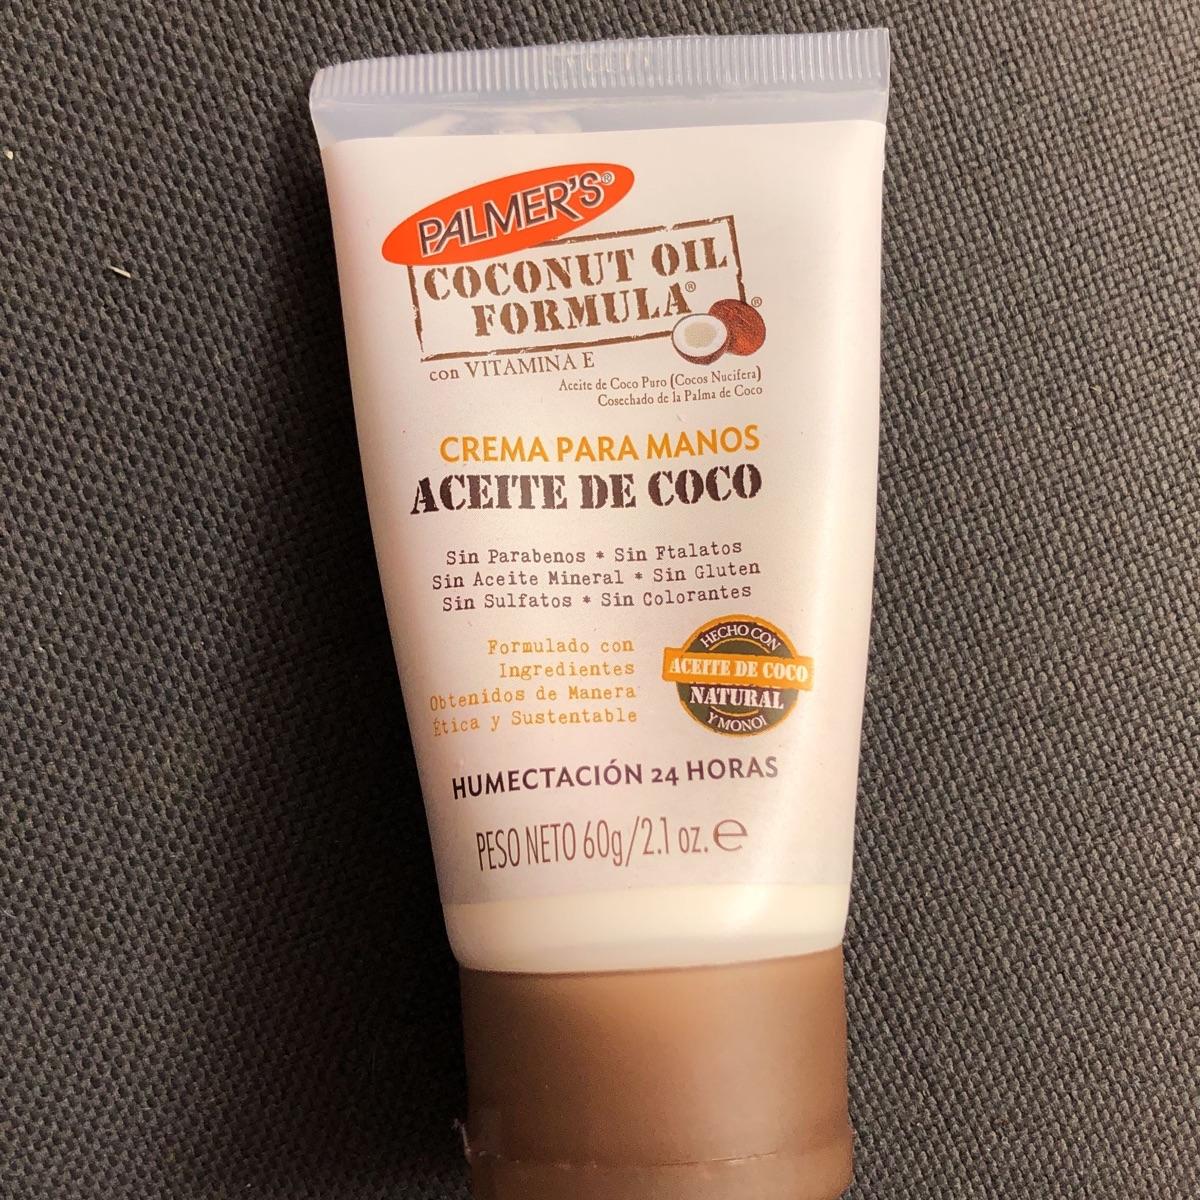 PALMER'S®
COCONUT OIL
FORMULA®
®
con VITAMINA E
Aceite de Coco Puro (Cocos Nucifera)
Cosechado de la Palma de Coco
CREMA PARA MANOS
ACEITE DE COCO
Sin Parabenos * Sin Ftalatos
Sin Aceite Mineral * Sin Gluten
Sin Sulfatos * Sin Colorantes
Formulado con
Ingredientes
Obtenidos de Manera
Ética y Sustentable
HECHO CON
ACEITE DE COCO
NATURAL
Y MONOÏ
HUMECTACIÓN 24 HORAS
PESO NETO 60g/2.1 oz. ℮